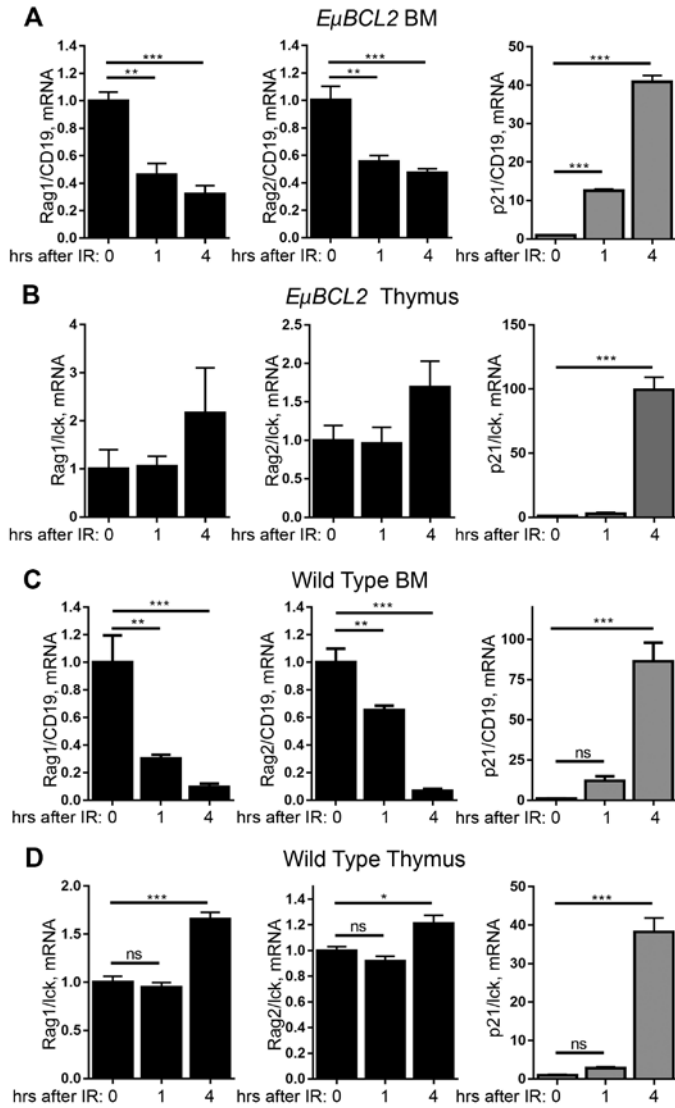 A
EμBCL2 BM
Rag1/CD19, mRNA
1.4
1.2
1.0
0.8
0.6
0.4
0.2
0.0
***
**
hrs after IR: 0 1 4
Rag2/CD19, mRNA
1.4
1.2
1.0
0.8
0.6
0.4
0.2
0.0
***
**
hrs after IR: 0 1 4
p21/CD19, mRNA
50
40
30
20
10
0
***
***
hrs after IR: 0 1 4
B
EμBCL2 Thymus
Rag1/lck, mRNA
4
3
2
1
0
hrs after IR: 0 1 4
Rag2/lck, mRNA
2.5
2.0
1.5
1.0
0.5
0.0
hrs after IR: 0 1 4
p21/lck, mRNA
150
100
50
0
***
hrs after IR: 0 1 4
C
Wild Type BM
Rag1/CD19, mRNA
1.4
1.2
1.0
0.8
0.6
0.4
0.2
0.0
***
**
hrs after IR: 0 1 4
Rag2/CD19, mRNA
1.4
1.2
1.0
0.8
0.6
0.4
0.2
0.0
***
**
hrs after IR: 0 1 4
p21/CD19, mRNA
100
75
50
25
0
***
ns
hrs after IR: 0 1 4
D
Wild Type Thymus
Rag1/lck, mRNA
2.0
1.5
1.0
0.5
0.0
***
ns
hrs after IR: 0 1 4
Rag2/lck, mRNA
1.4
1.2
1.0
0.8
0.6
0.4
0.2
0.0
*
ns
hrs after IR: 0 1 4
p21/lck, mRNA
50
40
30
20
10
0
***
ns
hrs after IR: 0 1 4